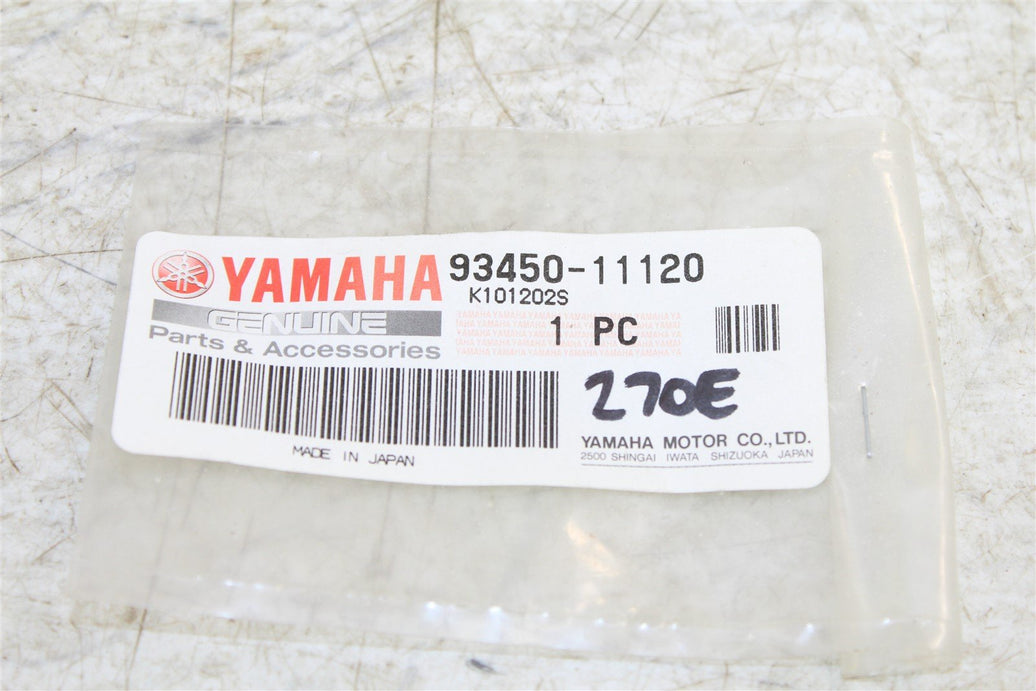 YAMAHA 93450-11120
K101202S
GENUINE
Parts & Accessories
1 PC
270E
YAMAHA MOTOR CO.,LTD.
2500 SHINGAI IWATA SHIZUOKA JAPAN
MADE IN JAPAN